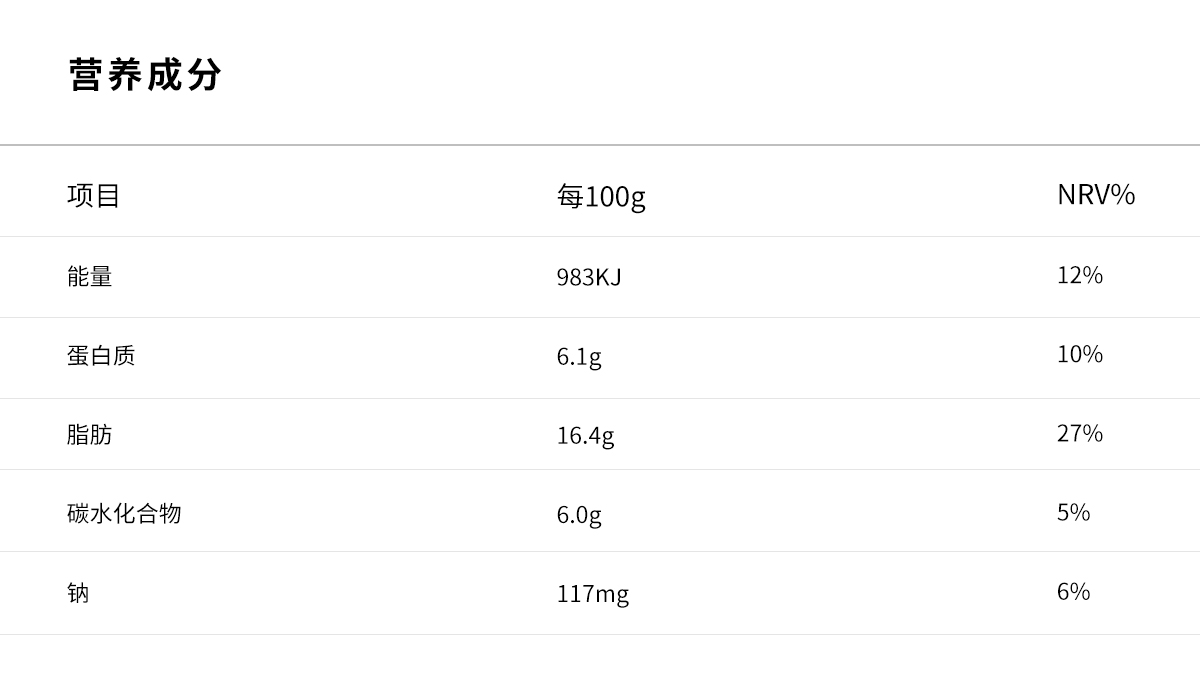 营养成分
项目 每100g NRV%
能量 983KJ 12%
蛋白质 6.1g 10%
脂肪 16.4g 27%
碳水化合物 6.0g 5%
钠 117mg 6%